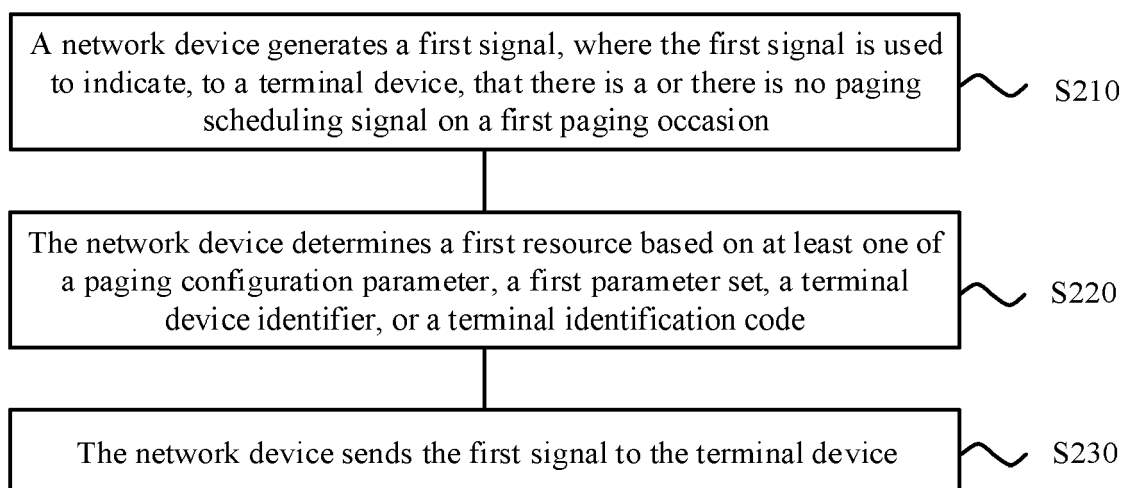 A network device generates a first signal, where the first signal is used
to indicate, to a terminal device, that there is a or there is no paging
scheduling signal on a first paging occasion
S210
The network device determines a first resource based on at least one of
a paging configuration parameter, a first parameter set, a terminal
device identifier, or a terminal identification code
S220
The network device sends the first signal to the terminal device
S230